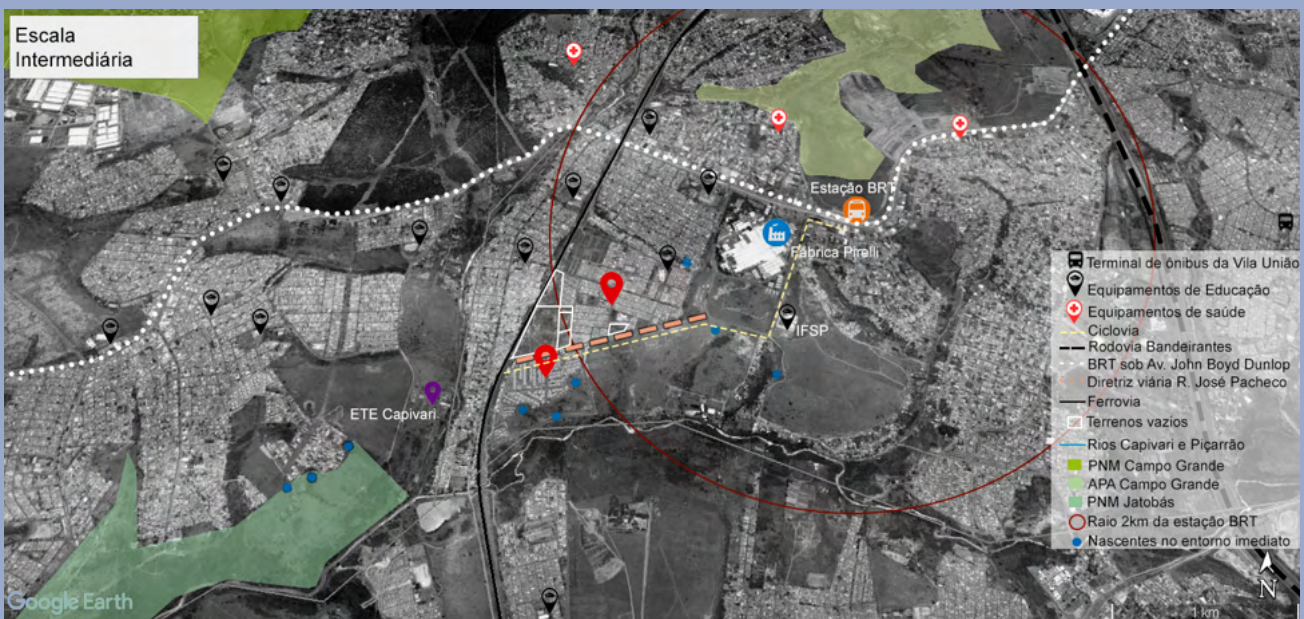 Escala
Intermediária
Estação BRT
Fábrica Pirelli
IFSP
ETE Capivari
Terminal de ônibus da Vila União
Equipamentos de Educação
Equipamentos de saúde
Ciclovia
Rodovia Bandeirantes
BRT sob Av. John Boyd Dunlop
Diretriz viária R. José Pacheco
Ferrovia
Terrenos vazios
Rios Capivari e Piçarrão
PNM Campo Grande
APA Campo Grande
PNM Jatobás
Raio 2km da estação BRT
Nascentes no entorno imediato
N
1 km
Google Earth